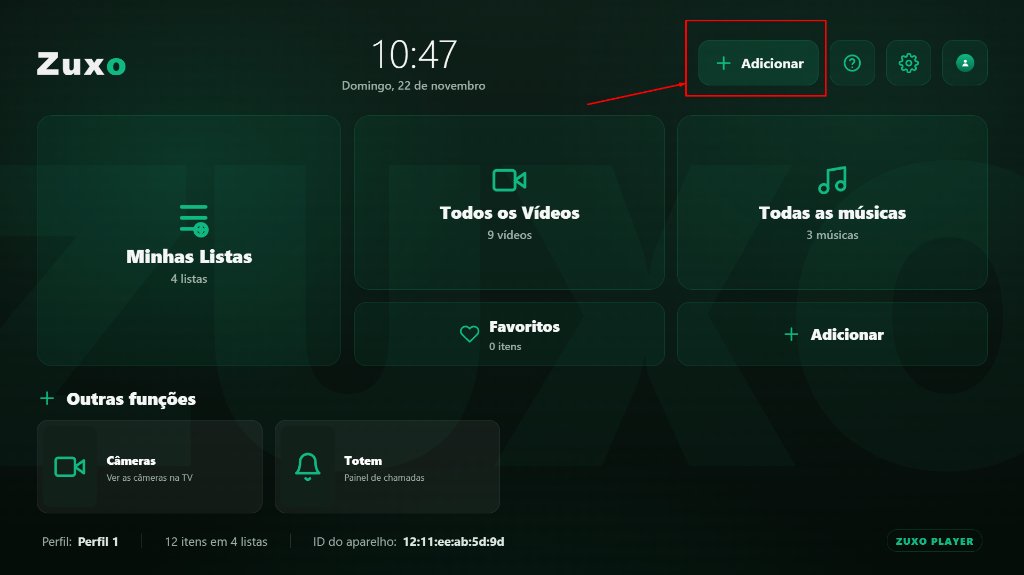 Zuxo
10:47
Domingo, 22 de novembro
Adicionar
Minhas Listas
4 listas
Todos os Vídeos
9 vídeos
Todas as músicas
3 músicas
Favoritos
0 itens
Adicionar
Outras funções
Câmeras
Ver as câmeras na TV
Totem
Painel de chamadas
Perfil: Perfil 1
12 itens em 4 listas
ID do aparelho: 12:11:ee:ab:5d:9d
ZUXO PLAYER